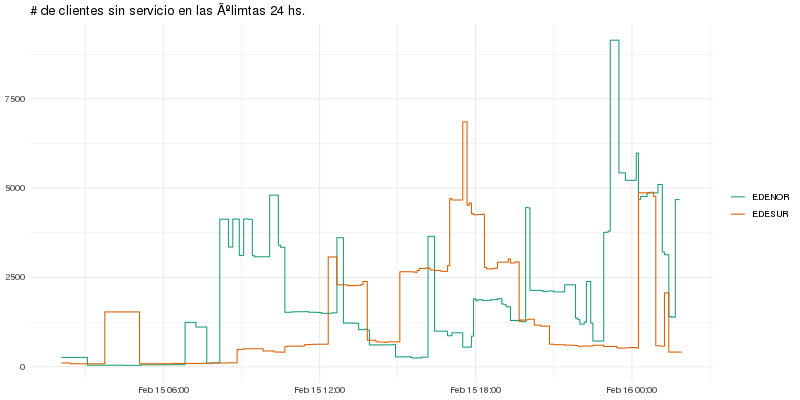 # de clientes sin servicio en las Ãºlimtas 24 hs.
7500
5000
2500
0
Feb 15 06:00
Feb 15 12:00
Feb 15 18:00
Feb 16 00:00
EDENOR
EDESUR